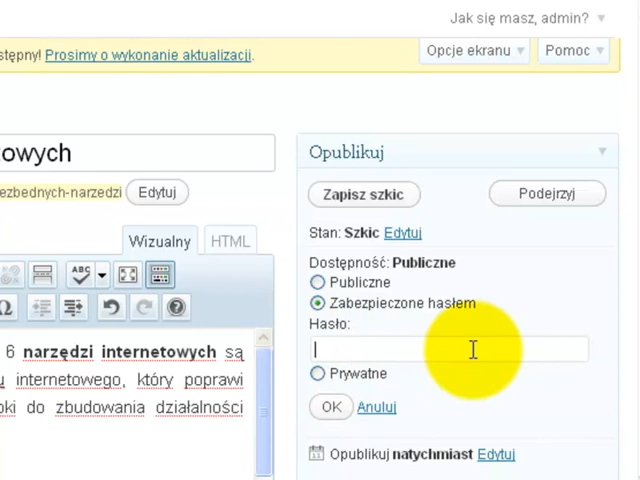 Jak się masz, admin?
stępny! Prosimy o wykonanie aktualizacji.
Opcje ekranu
Pomoc
owych
Opublikuj
ezbednych-narzedzi
Edytuj
Zapisz szkic
Podejrzyj
Stan: Szkic Edytuj
Wizualny
HTML
Dostępność: Publiczne
ABC
Publiczne
Ω
?
Zabezpieczone hasłem
Hasło:
6 narzędzi internetowych są
u internetowego, który poprawi
oki do zbudowania działalności
Prywatne
OK
Anuluj
Opublikuj natychmiast Edytuj